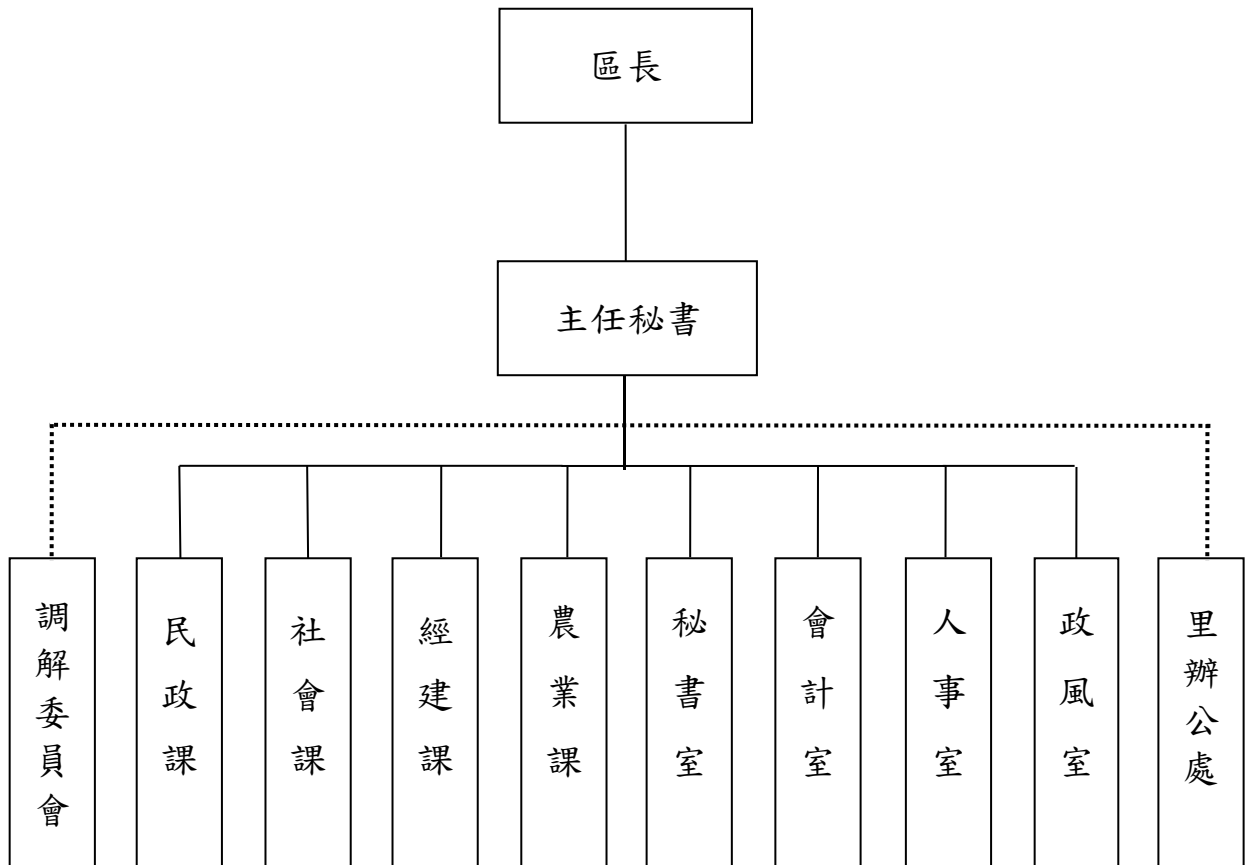 區長
主任秘書
調解委員會
民政課
社會課
經建課
農業課
秘書室
會計室
人事室
政風室
里辦公處